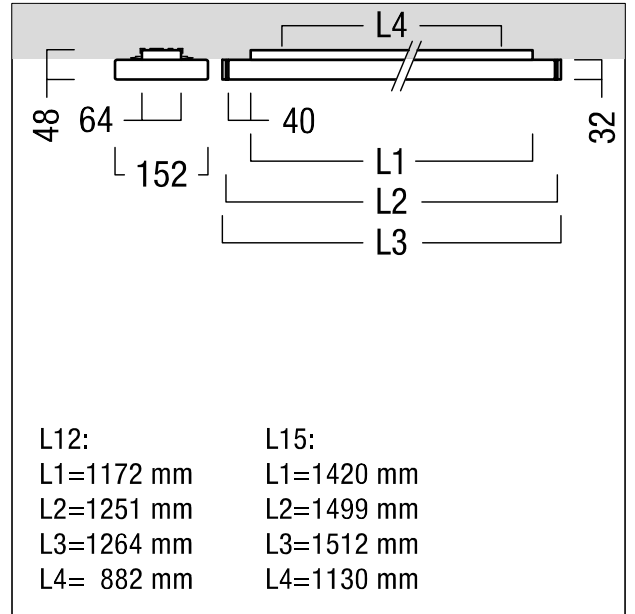 L4
48
64
40
32
152
L1
L2
L3
L12:
L1=1172 mm
L2=1251 mm
L3=1264 mm
L4= 882 mm
L15:
L1=1420 mm
L2=1499 mm
L3=1512 mm
L4=1130 mm